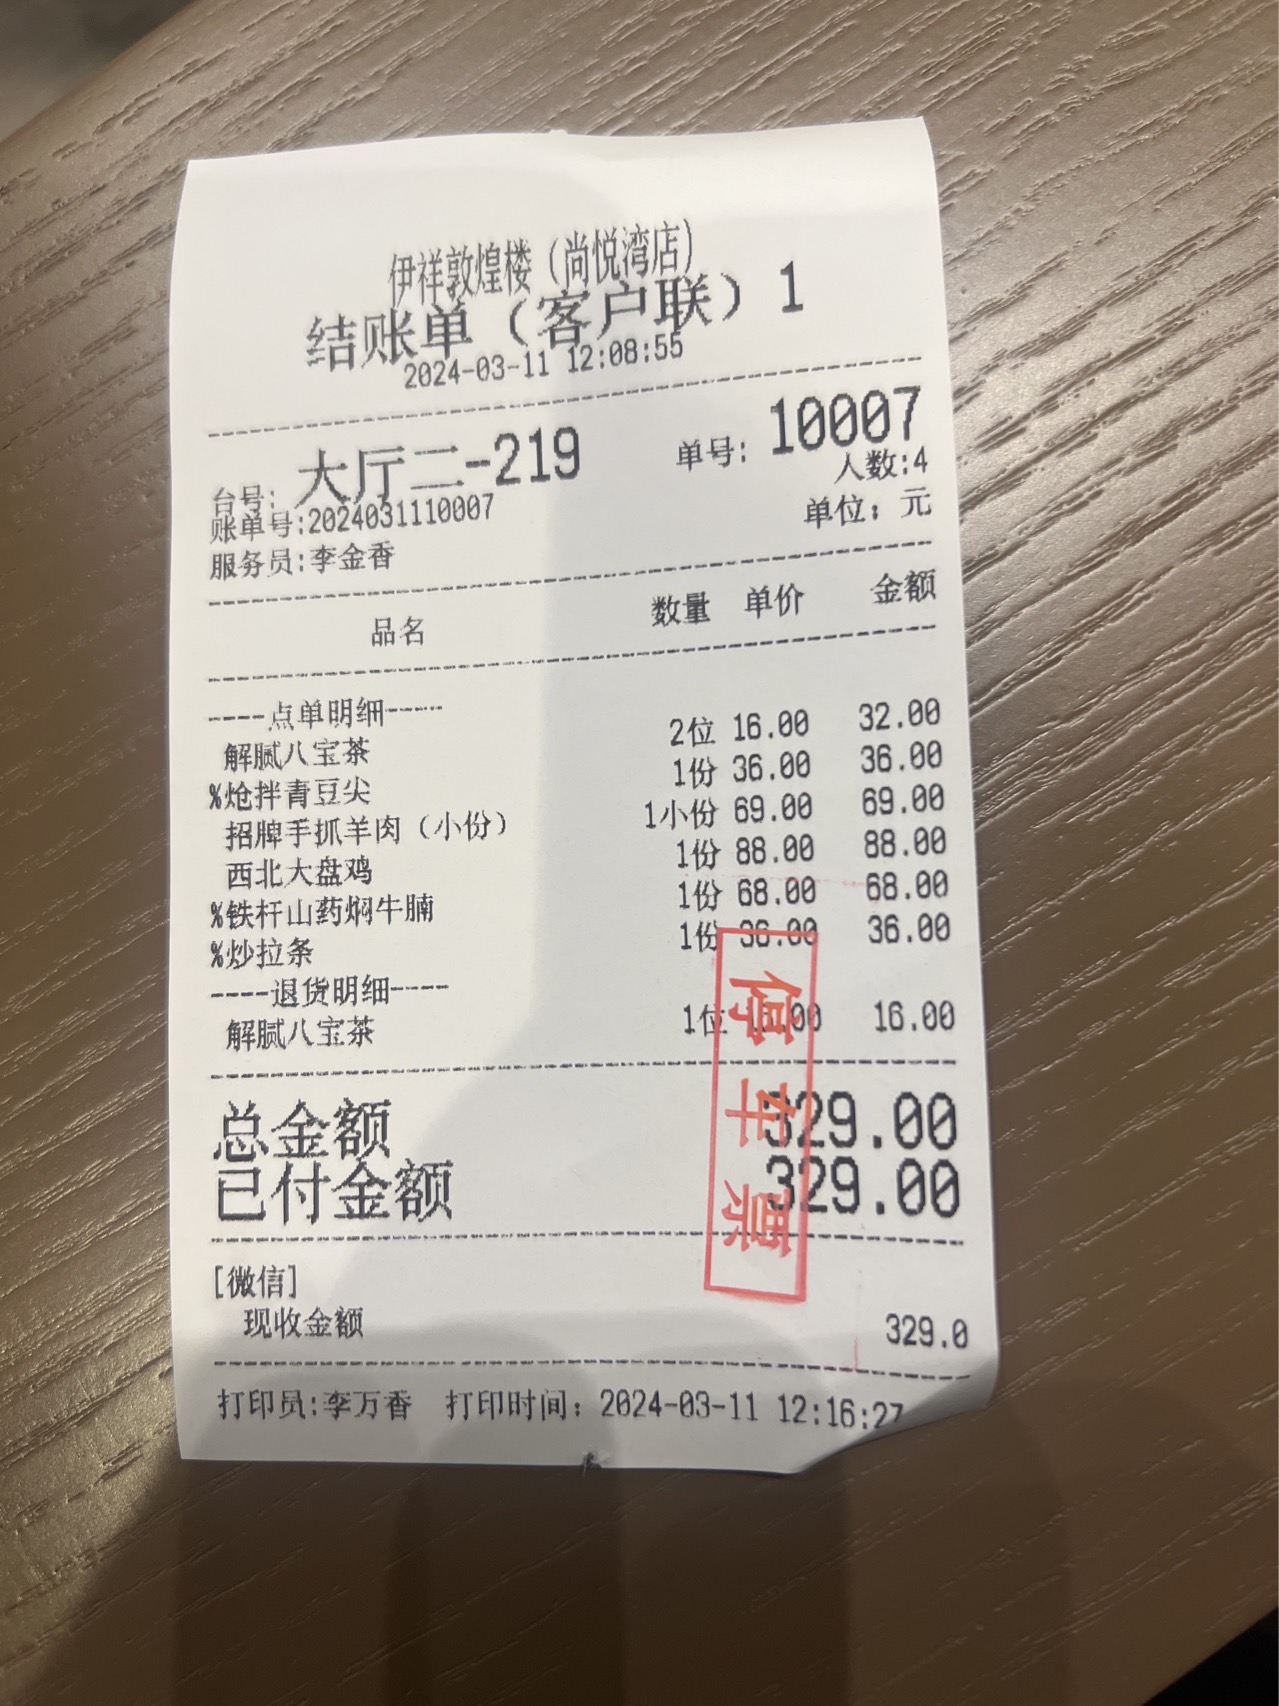 伊祥敦煌楼（尚悦湾店）
结账单（客户联）1
2024-03-11 12:08:55
台号: 大厅二-219 单号: 10007
人数:4
账单号:2024031110007 单位：元
服务员:李金香
品名 数量 单价 金额
----点单明细----
解腻八宝茶 2位 16.00 32.00
%炝拌青豆尖 1份 36.00 36.00
招牌手抓羊肉（小份） 1小份 69.00 69.00
西北大盘鸡 1份 88.00 88.00
%铁杆山药焖牛腩 1份 68.00 68.00
%炒拉条 1份 36.00 36.00
----退货明细----
解腻八宝茶 1位 16.00 16.00
总金额 329.00
已付金额 329.00
停车票
[微信]
现收金额 329.0
打印员:李万香 打印时间：2024-03-11 12:16:27